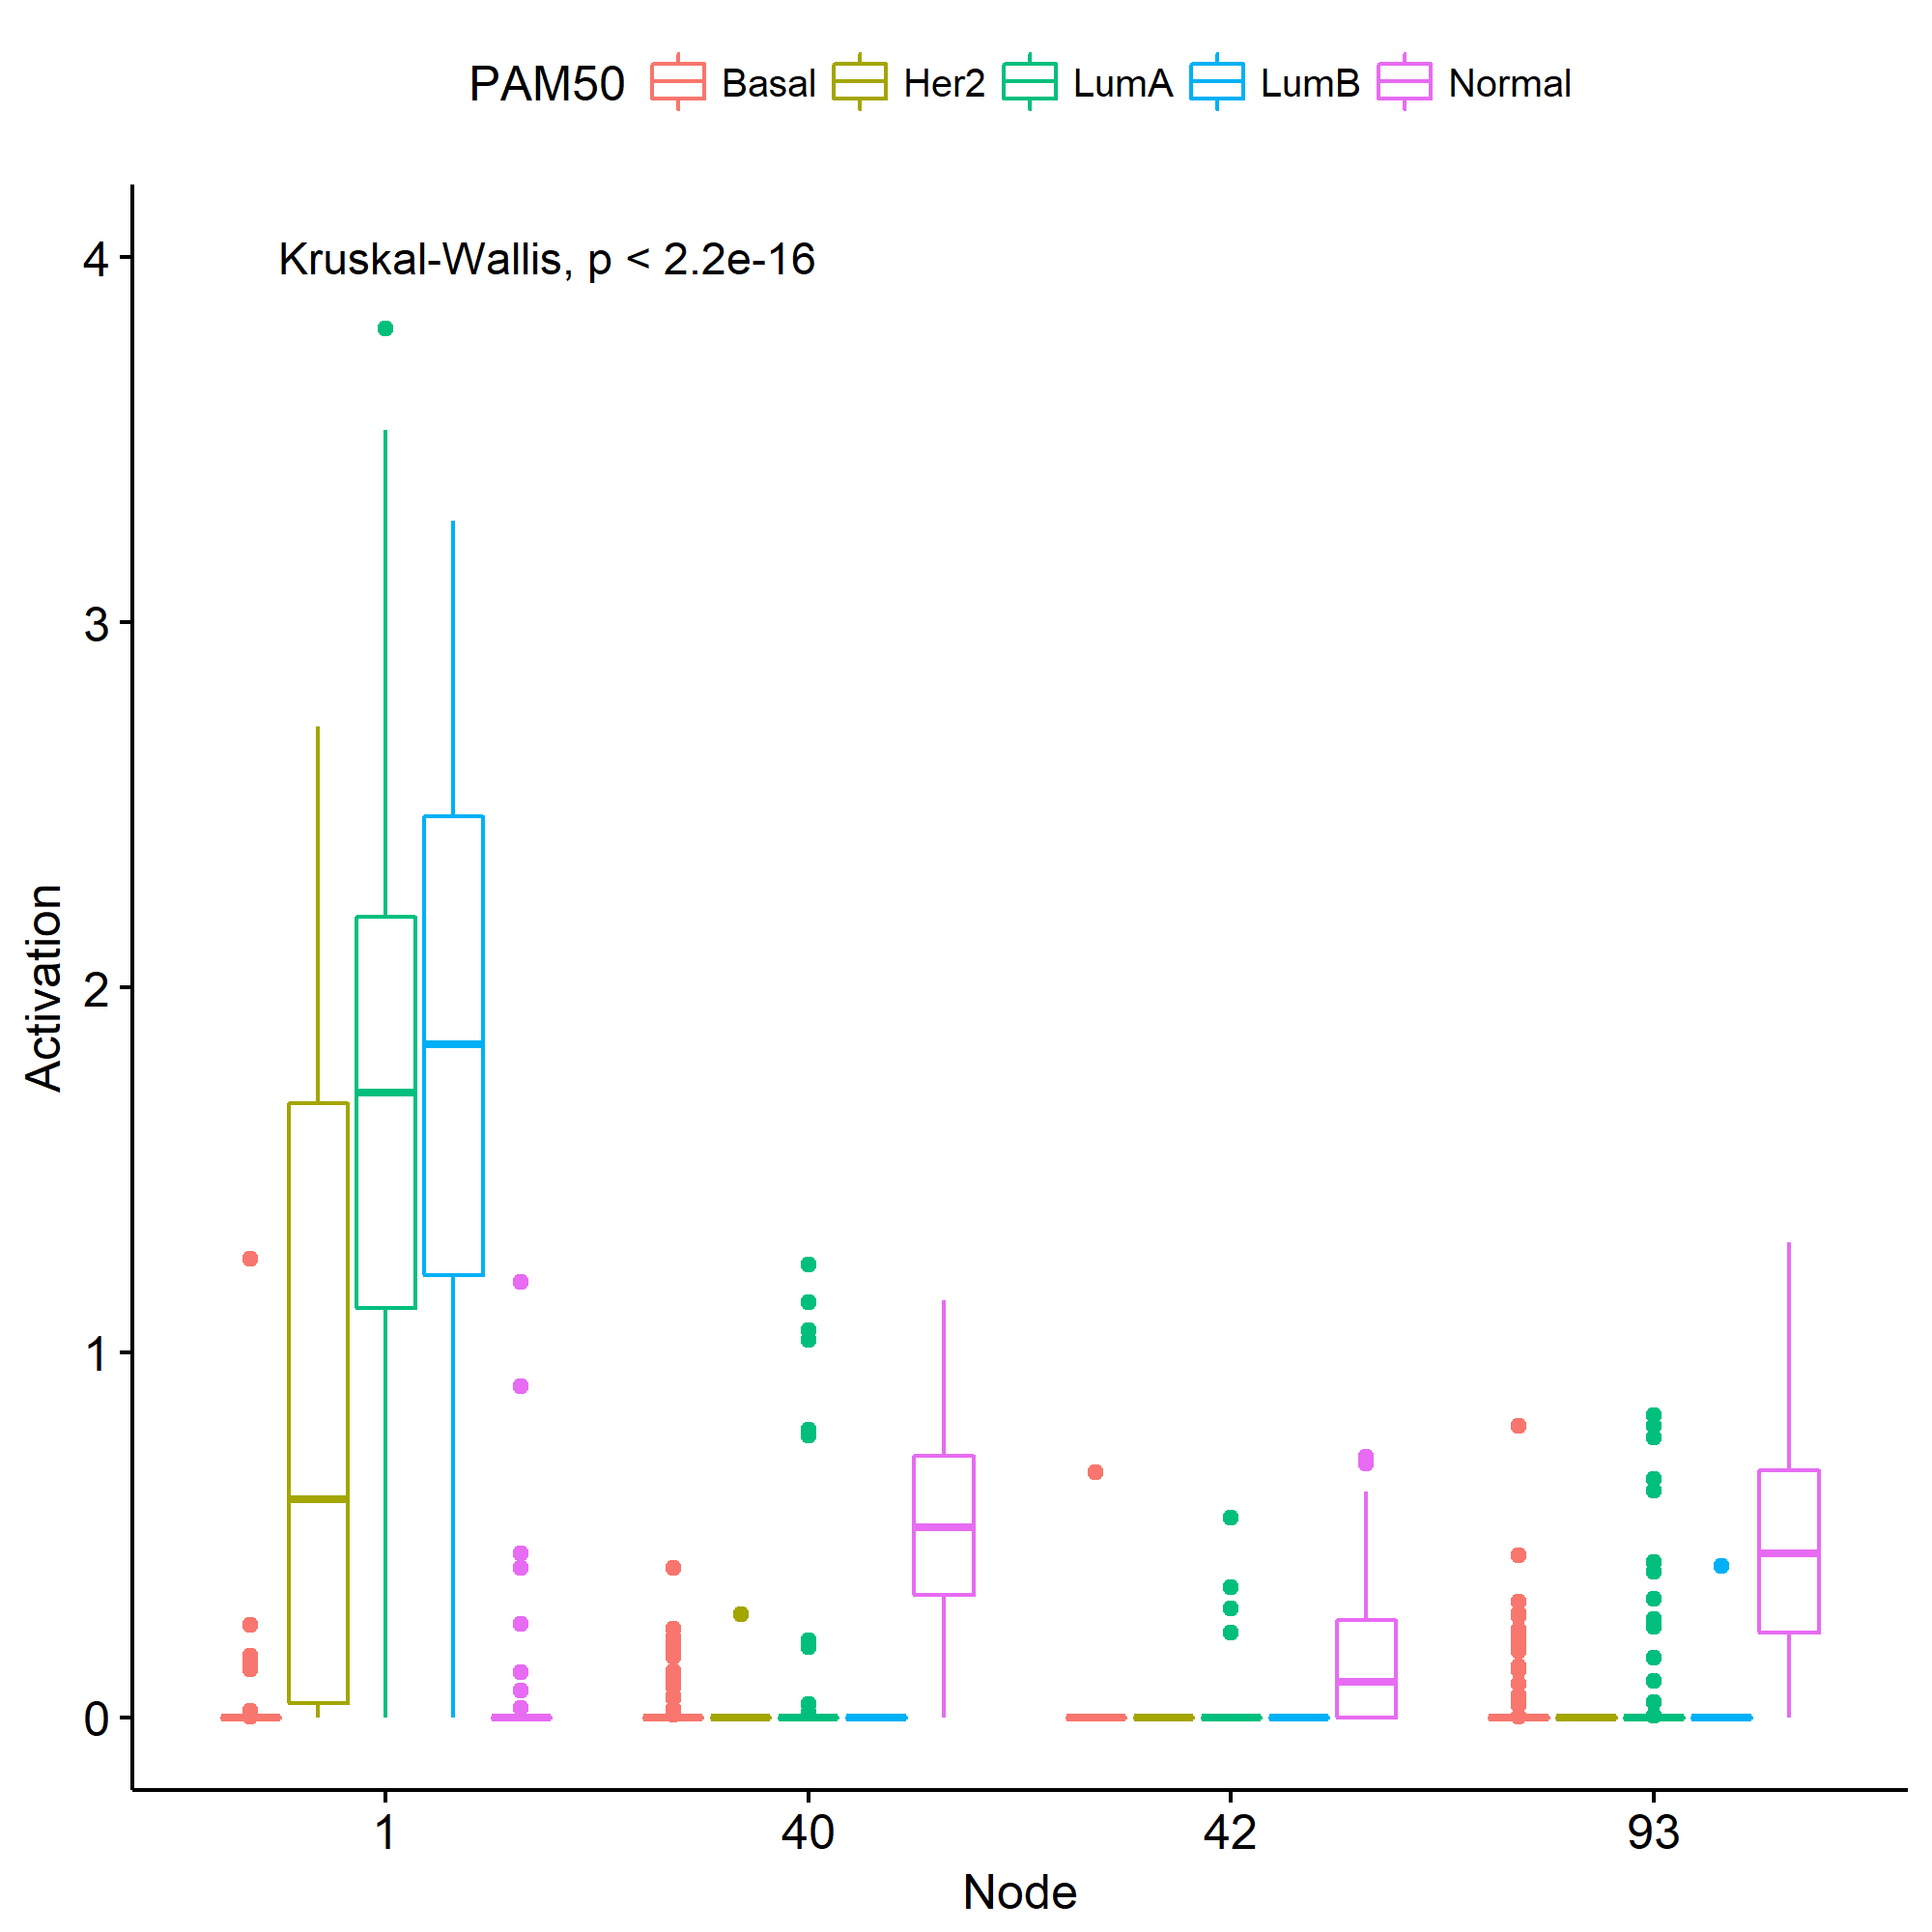 PAM50 Basal Her2 LumA LumB Normal
Kruskal-Wallis, p < 2.2e-16
4
3
2
1
0
Activation
1 40 42 93
Node